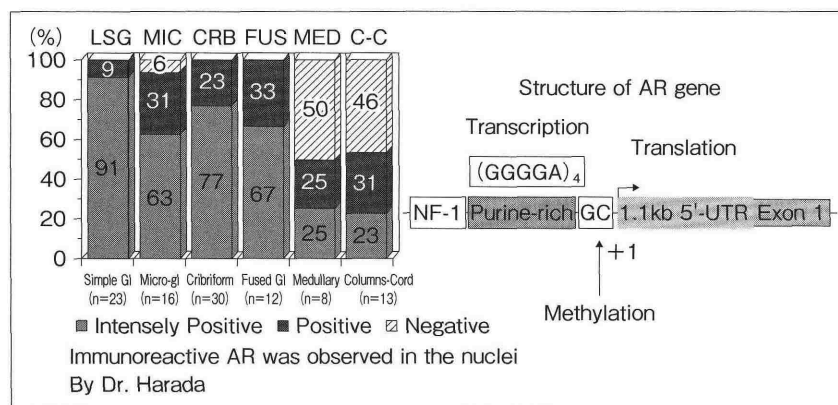 (%) LSG MIC CRB FUS MED C-C
100
80
60
40
20
0
9 6 23 33 50 46
91 31 77 67 25 31
63 25 23
Simple Gl Micro-gl Cribriform Fused Gl Medullary Columns-Cord
(n=23) (n=16) (n=30) (n=12) (n=8) (n=13)
Intensely Positive Positive Negative
Immunoreactive AR was observed in the nuclei
By Dr. Harada
Structure of AR gene
Transcription
(GGGGA)4 Translation
NF-1 Purine-rich GC 1.1kb 5'-UTR Exon 1
+1
Methylation